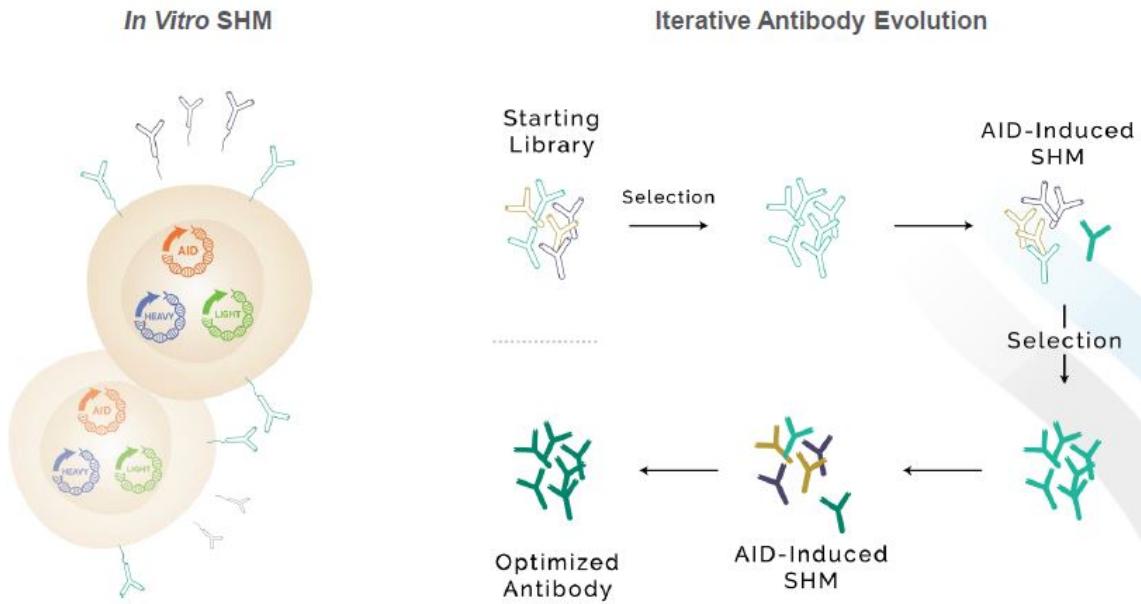 In Vitro SHM
Iterative Antibody Evolution
AID
HEAVY
LIGHT
AID
HEAVY
LIGHT
Starting
Library
Selection
AID-Induced
SHM
Selection
Optimized
Antibody
AID-Induced
SHM